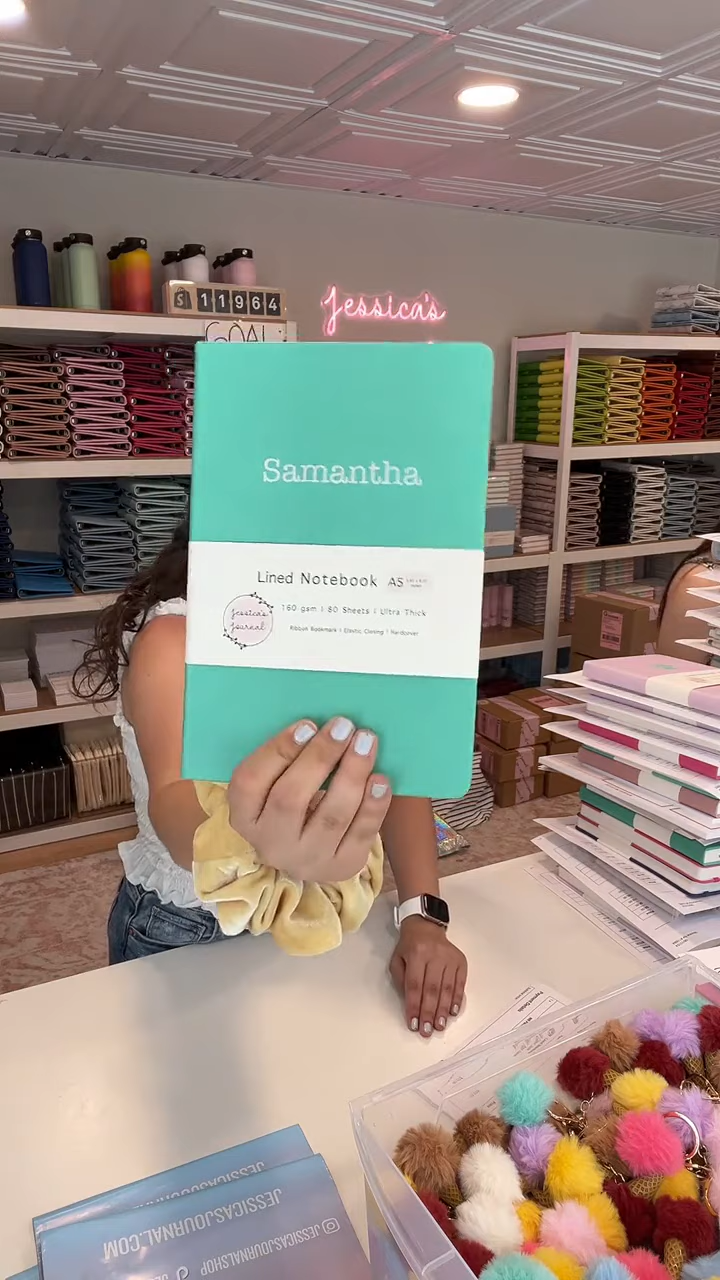 11964
GOAL
Jessica's
Samantha
Lined Notebook A5
160 gsm | 80 Sheets | Ultra Thick
Ribbon Bookmark | Elastic Closing | Hardcover
jessica's
journal
JESSICASJOURNAL.COM
JESSICASJOURNALSHOP